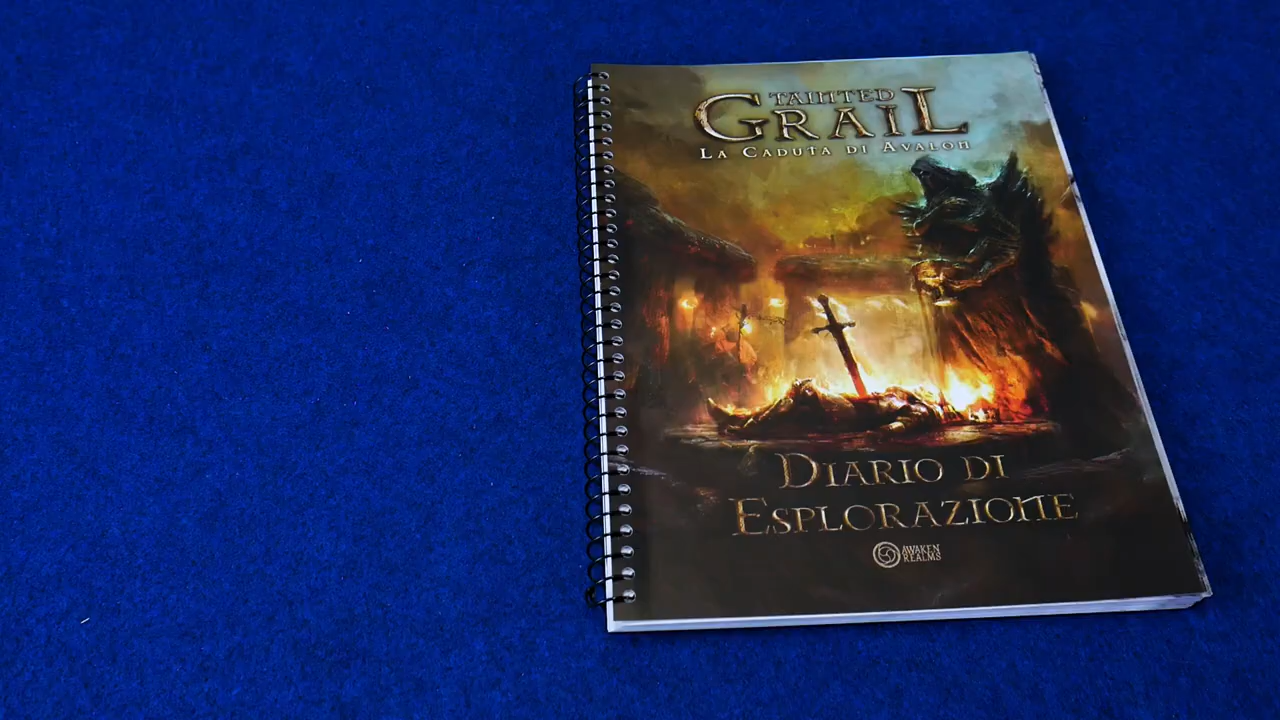 TAINTED
GRAIL
LA CADUTA DI AVALON
DIARIO DI
ESPLORAZIONE
AWAKEN
REALMS